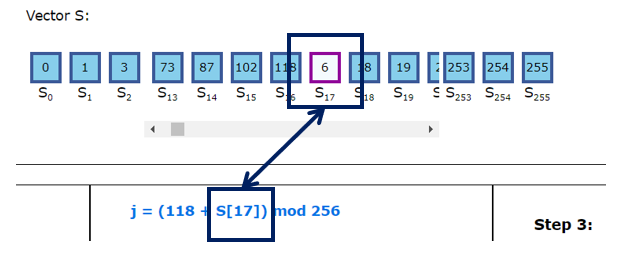 Vector S:
0 1 3 73 87 102 118 6 18 19 2 253 254 255
S0 S1 S2 S13 S14 S15 S16 S17 S18 S19 S S253 S254 S255
j = (118 + S[17]) mod 256
Step 3: